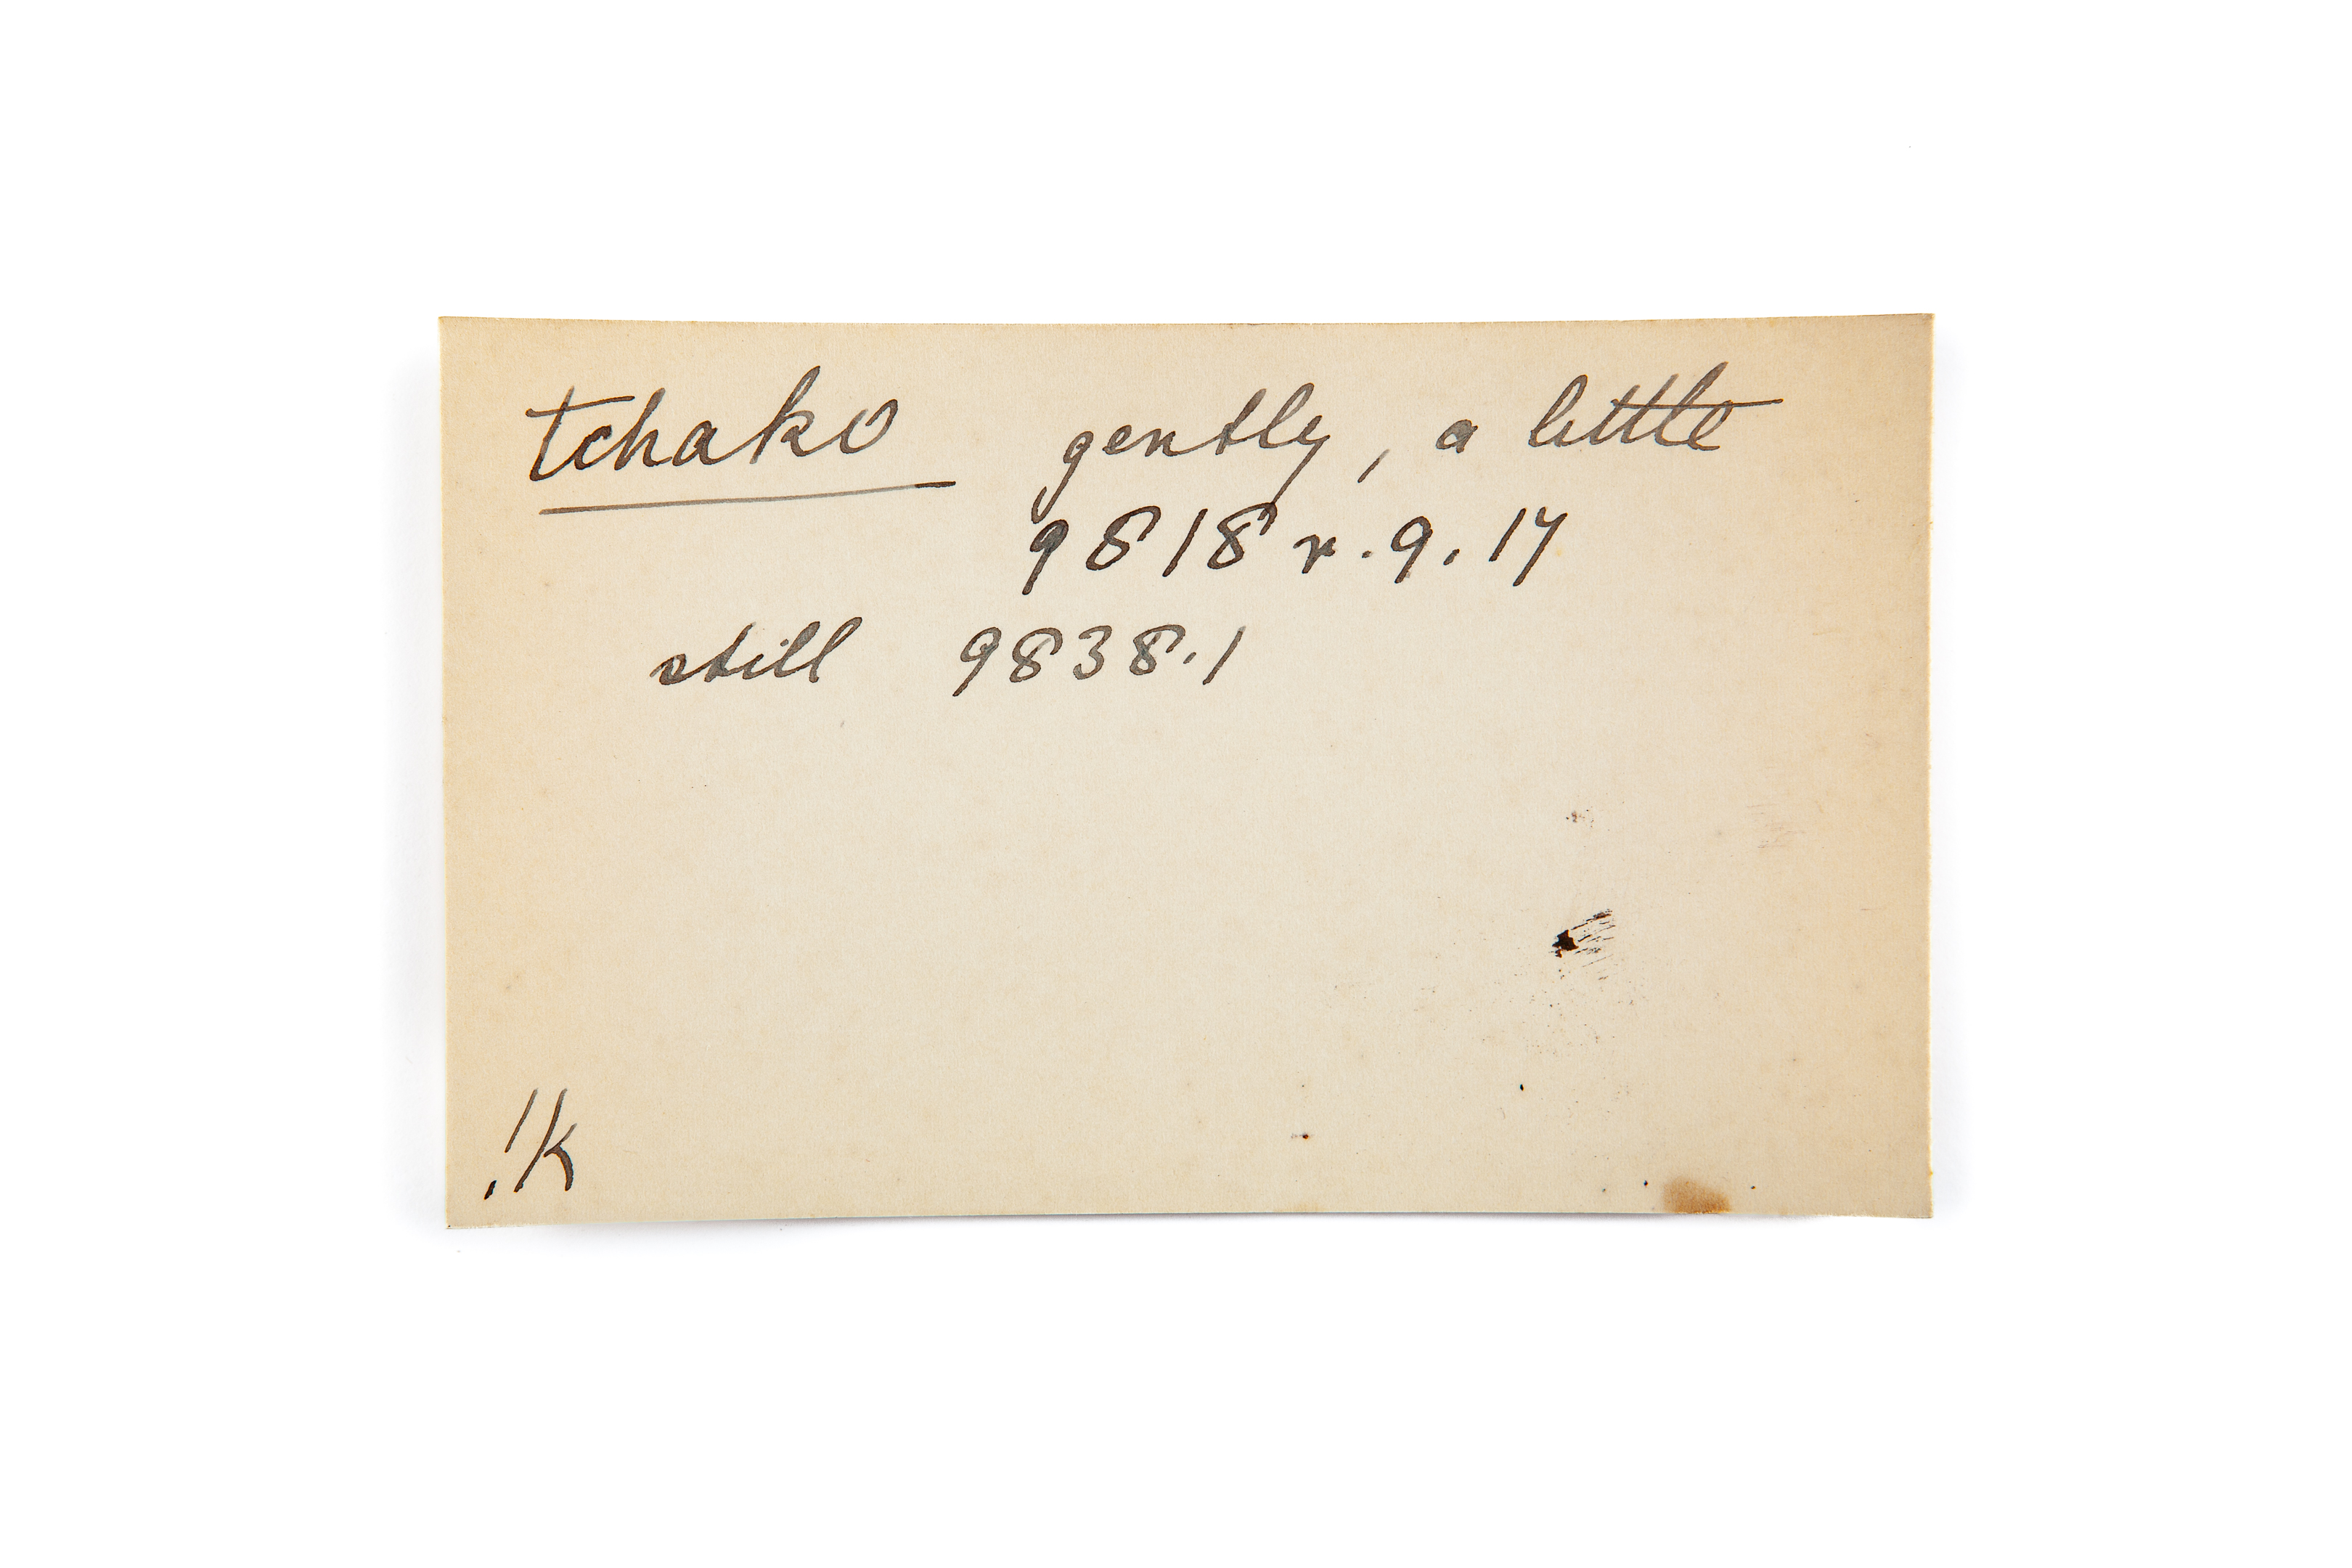 tchako gently, a little
9818 r. 9. 17
still 9838.1
!k